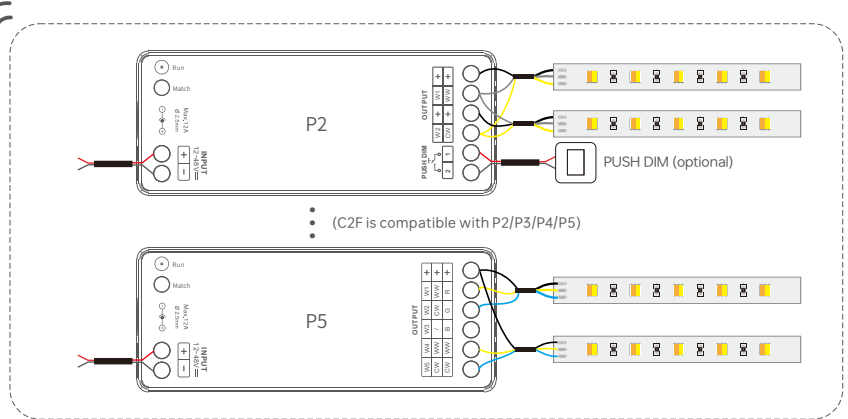 Run
Match
Max.12A
Ø 2.5mm
INPUT
12-48V
+
−
P2
OUTPUT
+ +
W1 WW
+ +
W2 CW
PUSH DIM
1
2
PUSH DIM (optional)
(C2F is compatible with P2/P3/P4/P5)
Run
Match
Max.12A
Ø 2.5mm
INPUT
12-48V
+
−
P5
OUTPUT
+ + +
W1 WW R
W2 CW G
W3 / B
W4 WW WW
W5 CW CW